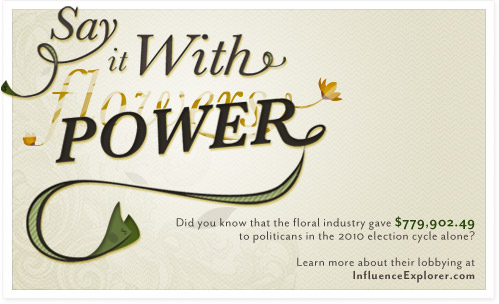 Say
it With
flowers
POWER
Did you know that the floral industry gave $779,902.49
to politicans in the 2010 election cycle alone?
Learn more about their lobbying at
InfluenceExplorer.com